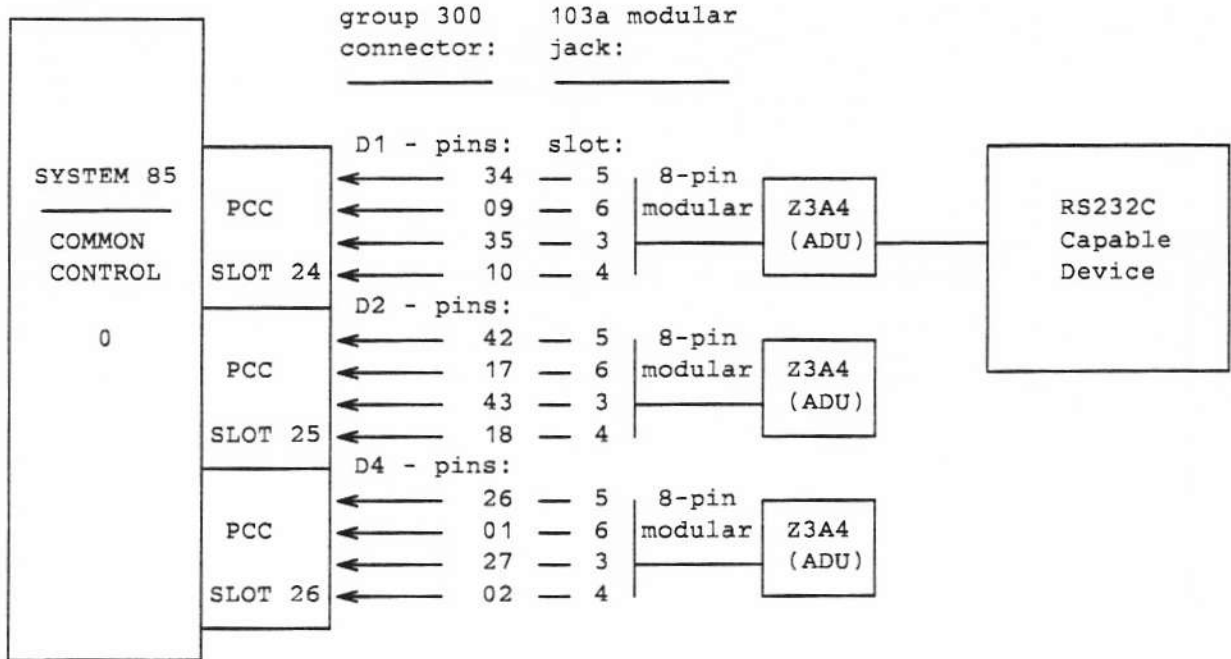 group 300 103a modular
connector: jack:
SYSTEM 85
COMMON
CONTROL
0
D1 - pins: slot:
PCC
SLOT 24
34 — 5
09 — 6
35 — 3
10 — 4
8-pin
modular
Z3A4
(ADU)
RS232C
Capable
Device
D2 - pins:
PCC
SLOT 25
42 — 5
17 — 6
43 — 3
18 — 4
8-pin
modular
Z3A4
(ADU)
D4 - pins:
PCC
SLOT 26
26 — 5
01 — 6
27 — 3
02 — 4
8-pin
modular
Z3A4
(ADU)